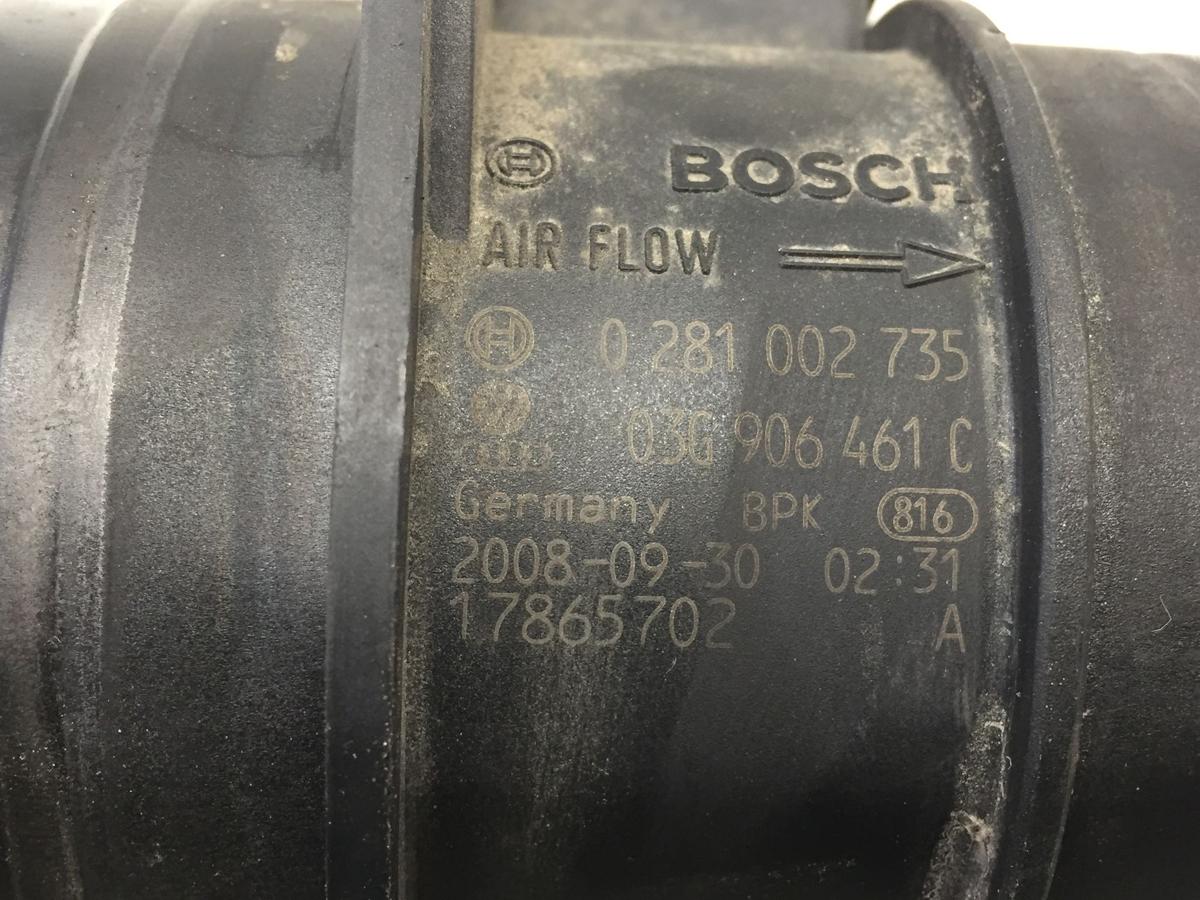 BOSCH
AIR FLOW
0 281 002 735
03G 906 461 C
Germany BPK 816
2008-09-30 02:31
17865702 A